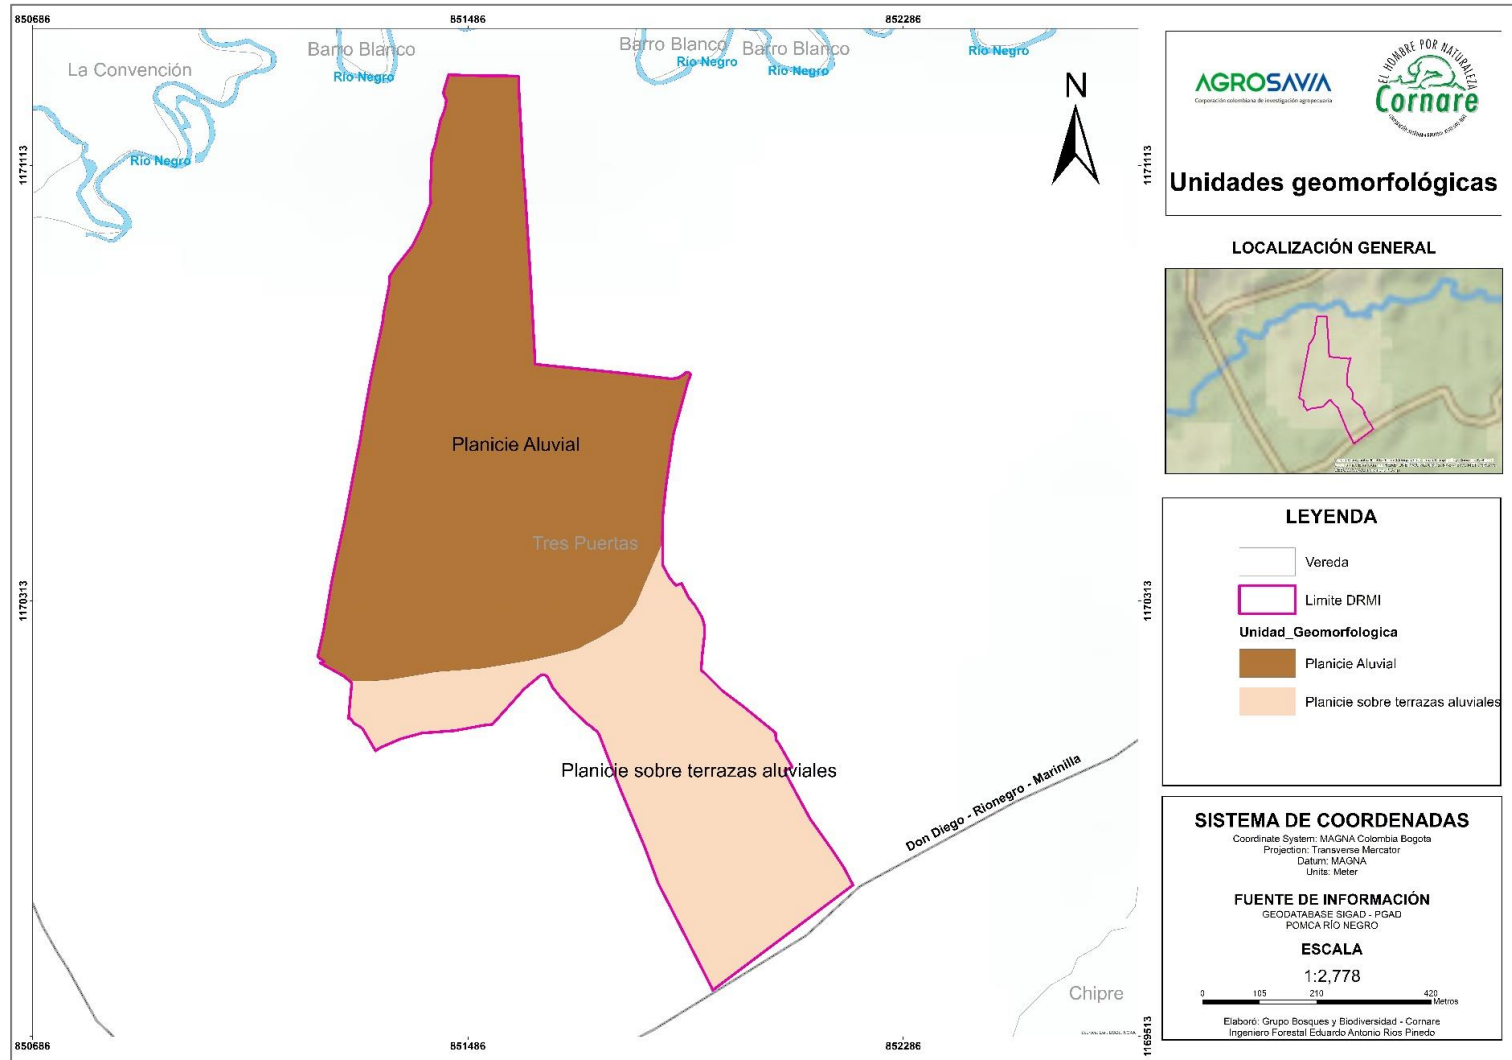 850686
851486
852286
Barro Blanco
Barro Blanco
Barro Blanco
Río Negro
La Convención
Río Negro
Río Negro
Río Negro
Río Negro
N
1171113
1171113
Planicie Aluvial
Tres Puertas
1170313
1170313
Planicie sobre terrazas aluviales
Don Diego - Rionegro - Marinilla
Chipre
1169513
850686
851486
852286
AGROSAVIA
Corporación colombiana de investigación agropecuaria
EL HOMBRE POR NATURALEZA
Cornare
Unidades geomorfológicas
LOCALIZACIÓN GENERAL
LEYENDA
Vereda
Limite DRMI
Unidad_Geomorfologica
Planicie Aluvial
Planicie sobre terrazas aluviales
SISTEMA DE COORDENADAS
Coordinate System: MAGNA Colombia Bogota
Projection: Transverse Mercator
Datum: MAGNA
Units: Meter
FUENTE DE INFORMACIÓN
GEODATABASE SIGAD - PGAD
POMCA RÍO NEGRO
ESCALA
1:2,778
0 105 210 420
Metros
Elaboró: Grupo Bosques y Biodiversidad - Cornare
Ingeniero Forestal Eduardo Antonio Rios Pinedo